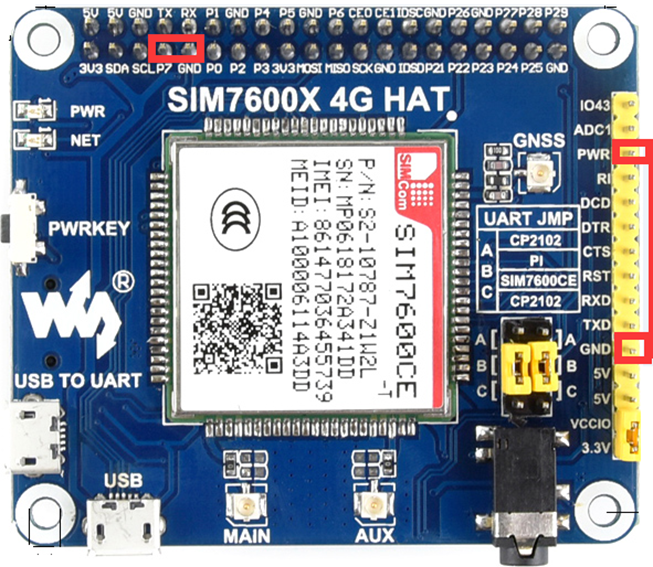 5V 5V GND TX RX P1 GND P4 P5 GND P6 CE0 CE1 IDSC GND P26 GND P28 P29
3V3 SDA SCL P7 GND P0 P2 P3 3V3 MOSI MISO SCK GND IDSD P21 P22 P23 P24 P25 GND
SIM7600X 4G HAT
PWR
NET
PWRKEY
®
USB TO UART
USB
SIMCom
SIM7600CE
-T
P/N: S2-10787-Z1W2L
SN: MP0618172A341DD
IMEI: 861477036455739
MEID: A100006114A3DD
GNSS
UART JMP
A CP2102
B PI
C SIM7600CE
CP2102
A A
B B
C C
MAIN
AUX
IO43
ADC1
PWR
RI
DCD
DTR
CTS
RST
RXD
TXD
GND
5V
5V
VCCIO
3.3V